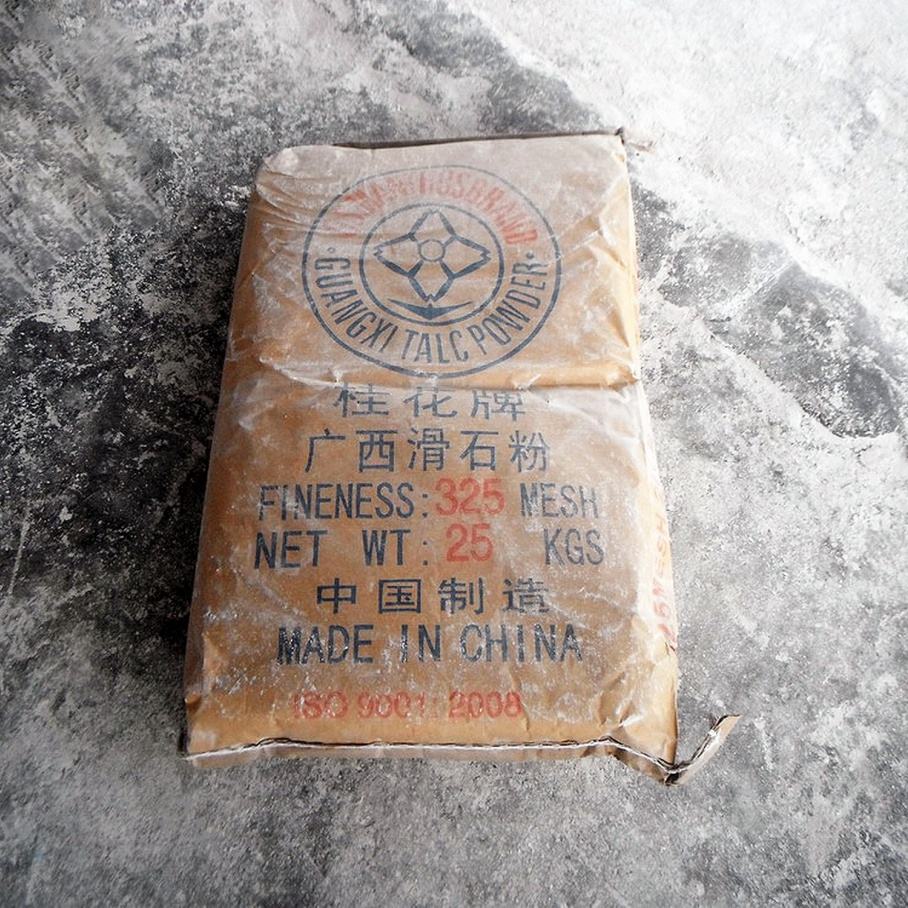 GUANGXI TALC POWDER
桂花牌
广西滑石粉
FINENESS: 325 MESH
NET WT: 25 KGS
中国制造
MADE IN CHINA
ISO 9001: 2008